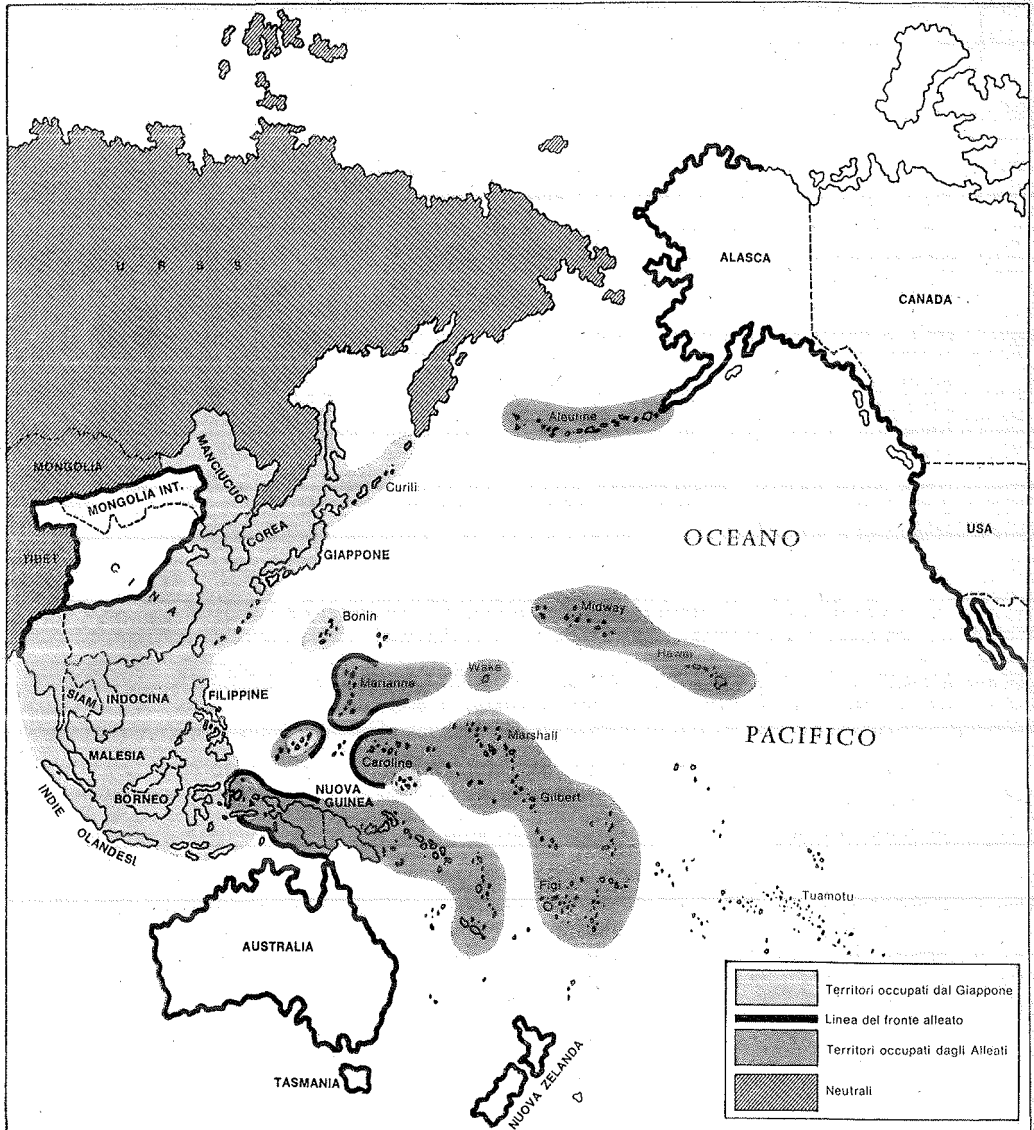 U R S S
ALASCA
CANADA
Aleutine
MONGOLIA
MANCIUCUO
MONGOLIA INT.
Curili
COREA
GIAPPONE
OCEANO
USA
TIBET
CINA
Bonin
Midway
Hawai
Marianne
Wake
SIAM
INDOCINA
FILIPPINE
Marshall
PACIFICO
MALESIA
Caroline
NUOVA
GUINEA
Gilbert
BORNEO
INDIE OLANDESI
Figi
Tuamotu
AUSTRALIA
TASMANIA
NUOVA ZELANDA
Territori occupati dal Giappone
Linea del fronte alleato
Territori occupati dagli Alleati
Neutrali